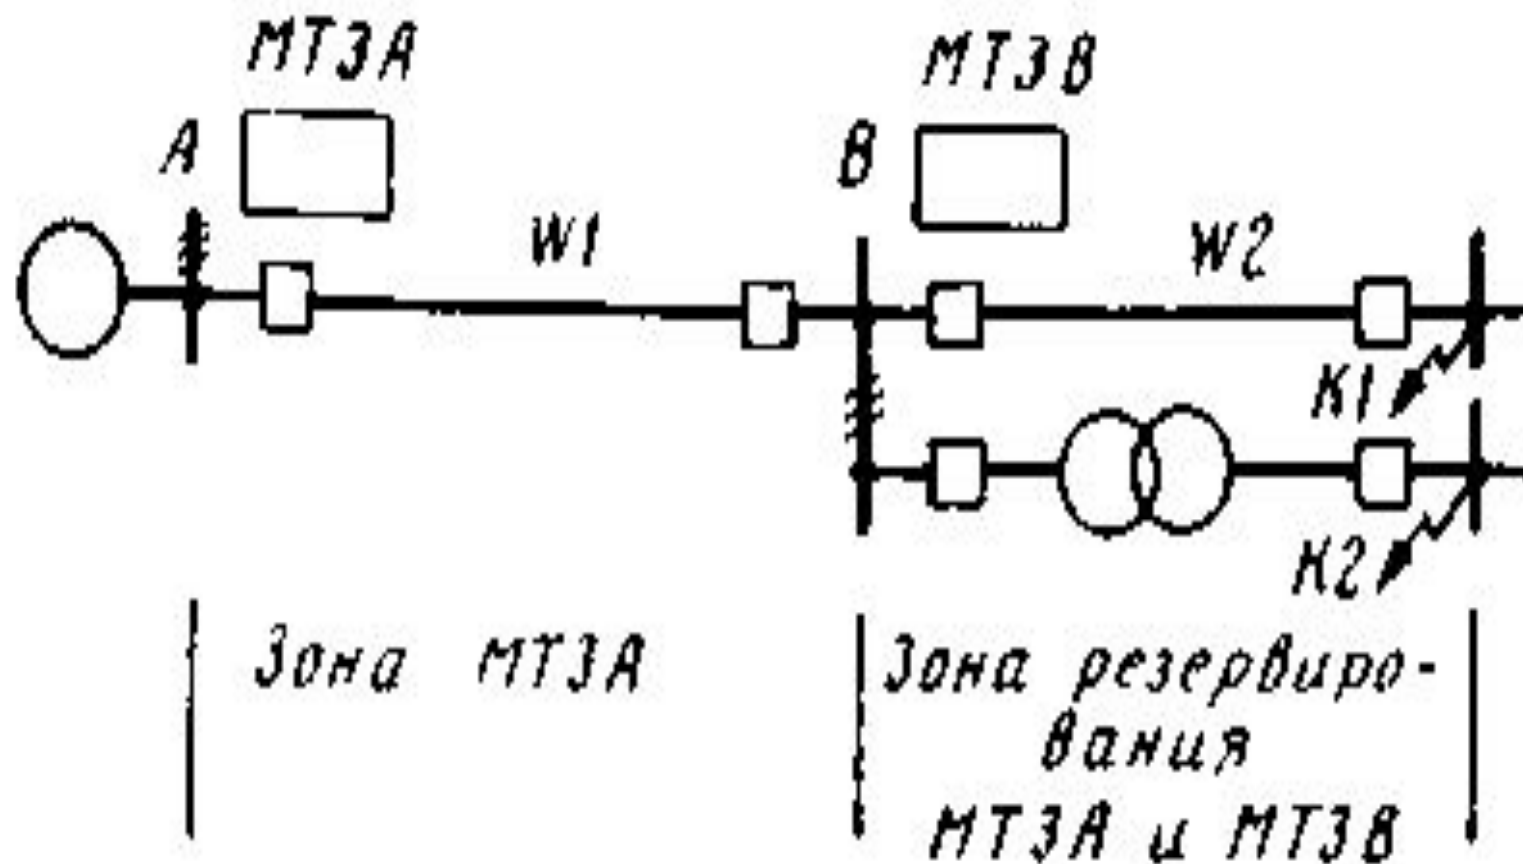 МТЗА
МТЗВ
А
В
W1
W2
К1
К2
Зона МТЗА
Зона резервиро-
вания
МТЗА и МТЗВ